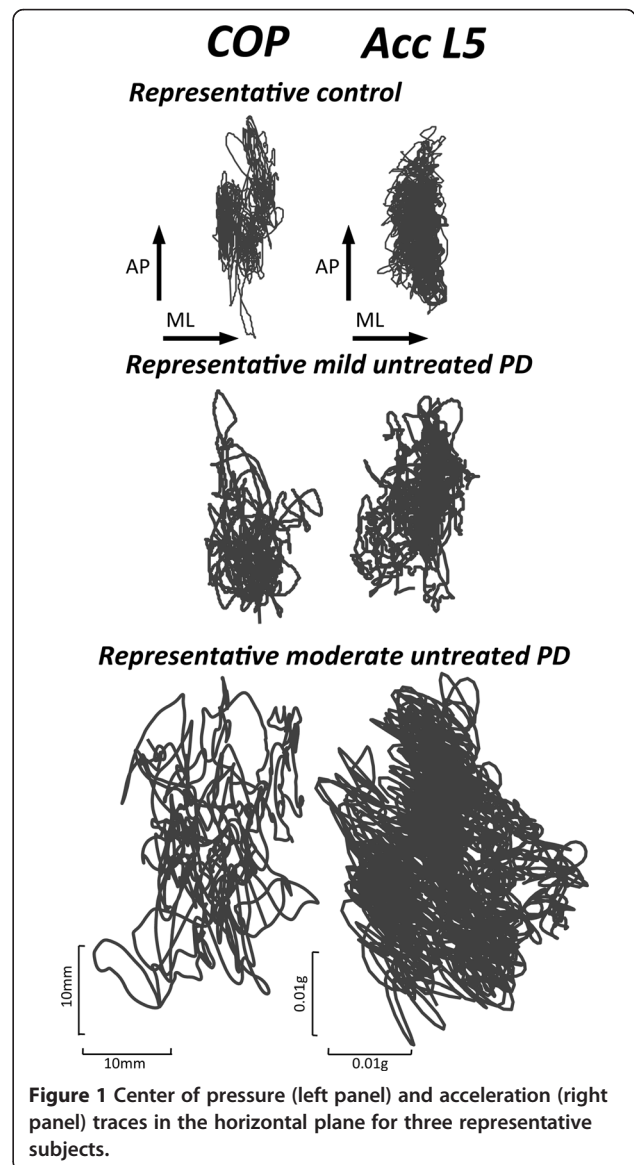 COP Acc L5
Representative control
AP AP
ML ML
Representative mild untreated PD
Representative moderate untreated PD
10mm 0.01g
10mm 0.01g
Figure 1 Center of pressure (left panel) and acceleration (right
panel) traces in the horizontal plane for three representative
subjects.